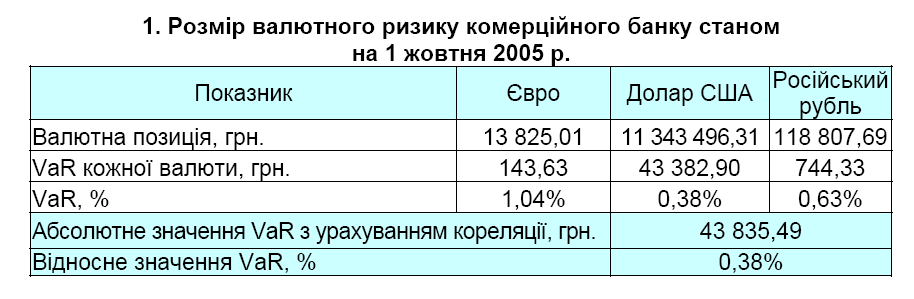 1. Розмір валютного ризику комерційного банку станом
на 1 жовтня 2005 р.
Показник Євро Долар США Російський рубль
Валютна позиція, грн. 13 825,01 11 343 496,31 118 807,69
VaR кожної валюти, грн. 143,63 43 382,90 744,33
VaR, % 1,04% 0,38% 0,63%
Абсолютне значення VaR з урахуванням кореляції, грн. 43 835,49
Відносне значення VaR, % 0,38%